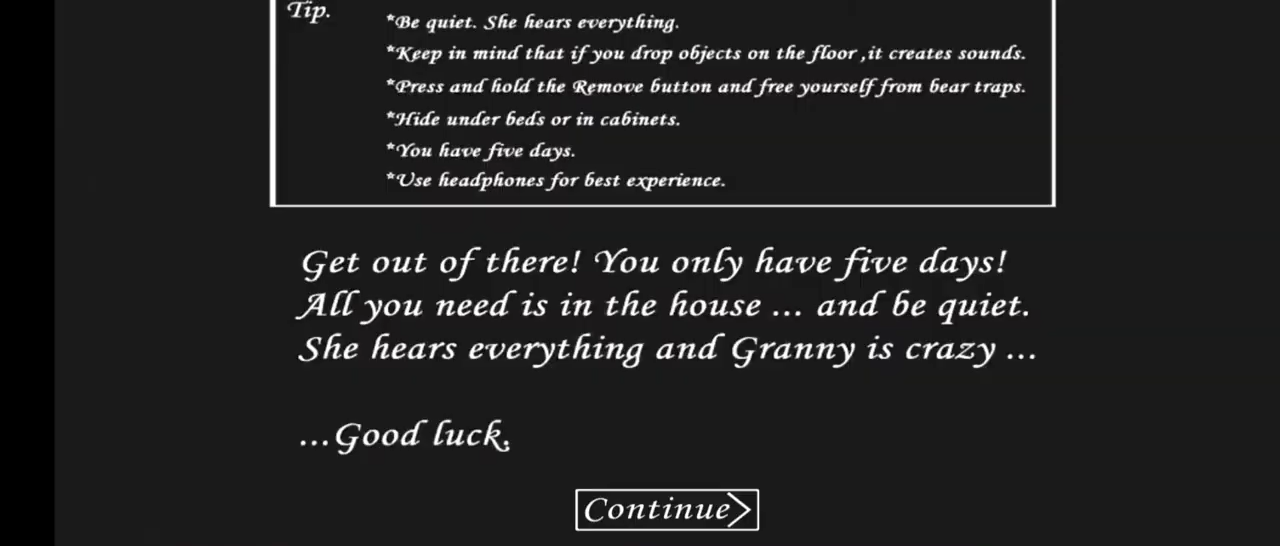 Tip.
*Be quiet. She hears everything.
*Keep in mind that if you drop objects on the floor ,it creates sounds.
*Press and hold the Remove button and free yourself from bear traps.
*Hide under beds or in cabinets.
*You have five days.
*Use headphones for best experience.
Get out of there! You only have five days!
All you need is in the house ... and be quiet.
She hears everything and Granny is crazy ...
...Good luck.
Continue>